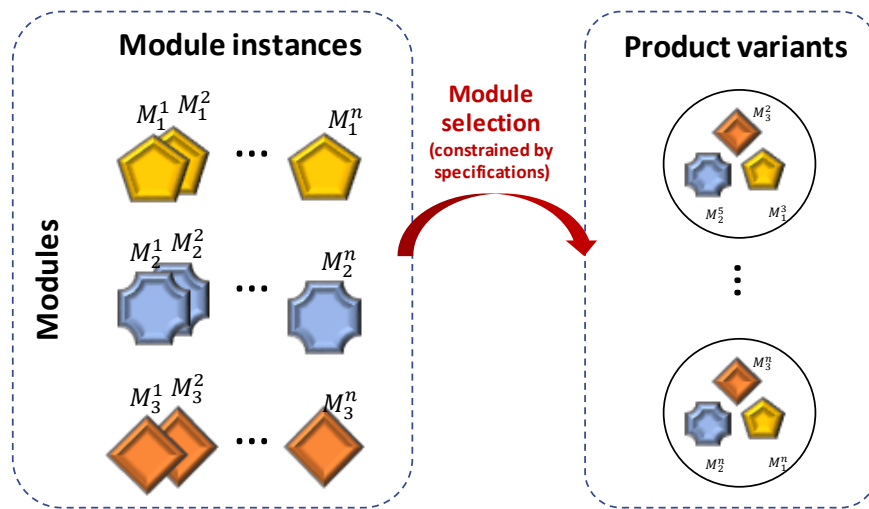 Module instances
Modules
M_1^1
M_1^2
...
M_1^n
M_2^1
M_2^2
...
M_2^n
M_3^1
M_3^2
...
M_3^n
Module
selection
(constrained by
specifications)
Product variants
M_3^2
M_2^5
M_1^3
M_3^n
M_2^n
M_1^n